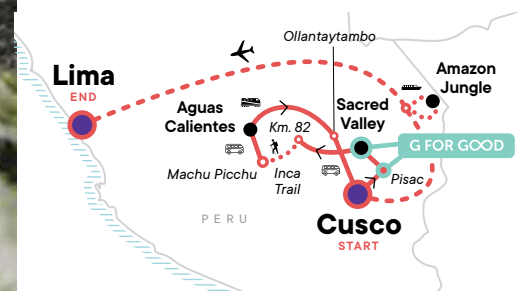 Ollantaytambo
Lima
END
Amazon
Jungle
Aguas
Calientes
Sacred
Valley
Km. 82
G FOR GOOD
Machu Picchu
Inca
Trail
Pisac
PERU
Cusco
START